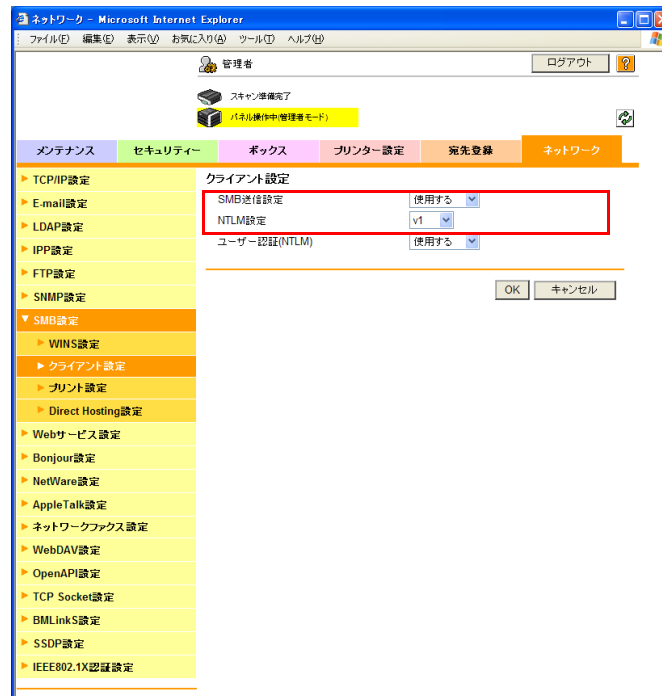 ネットワーク - Microsoft Internet Explorer
ファイル(F) 編集(E) 表示(V) お気に入り(A) ツール(T) ヘルプ(H)
管理者 ログアウト ?
スキャン準備完了
パネル操作中(管理者モード)
メンテナンス セキュリティー ボックス プリンター設定 宛先登録 ネットワーク
TCP/IP設定
E-mail設定
LDAP設定
IPP設定
FTP設定
SNMP設定
SMB設定
WINS設定
クライアント設定
プリント設定
Direct Hosting設定
Webサービス設定
Bonjour設定
NetWare設定
AppleTalk設定
ネットワークファクス設定
WebDAV設定
OpenAPI設定
TCP Socket設定
BMLinkS設定
SSDP設定
IEEE802.1X認証設定
クライアント設定
SMB送信設定 使用する
NTLM設定 v1
ユーザー認証(NTLM) 使用する
OK キャンセル